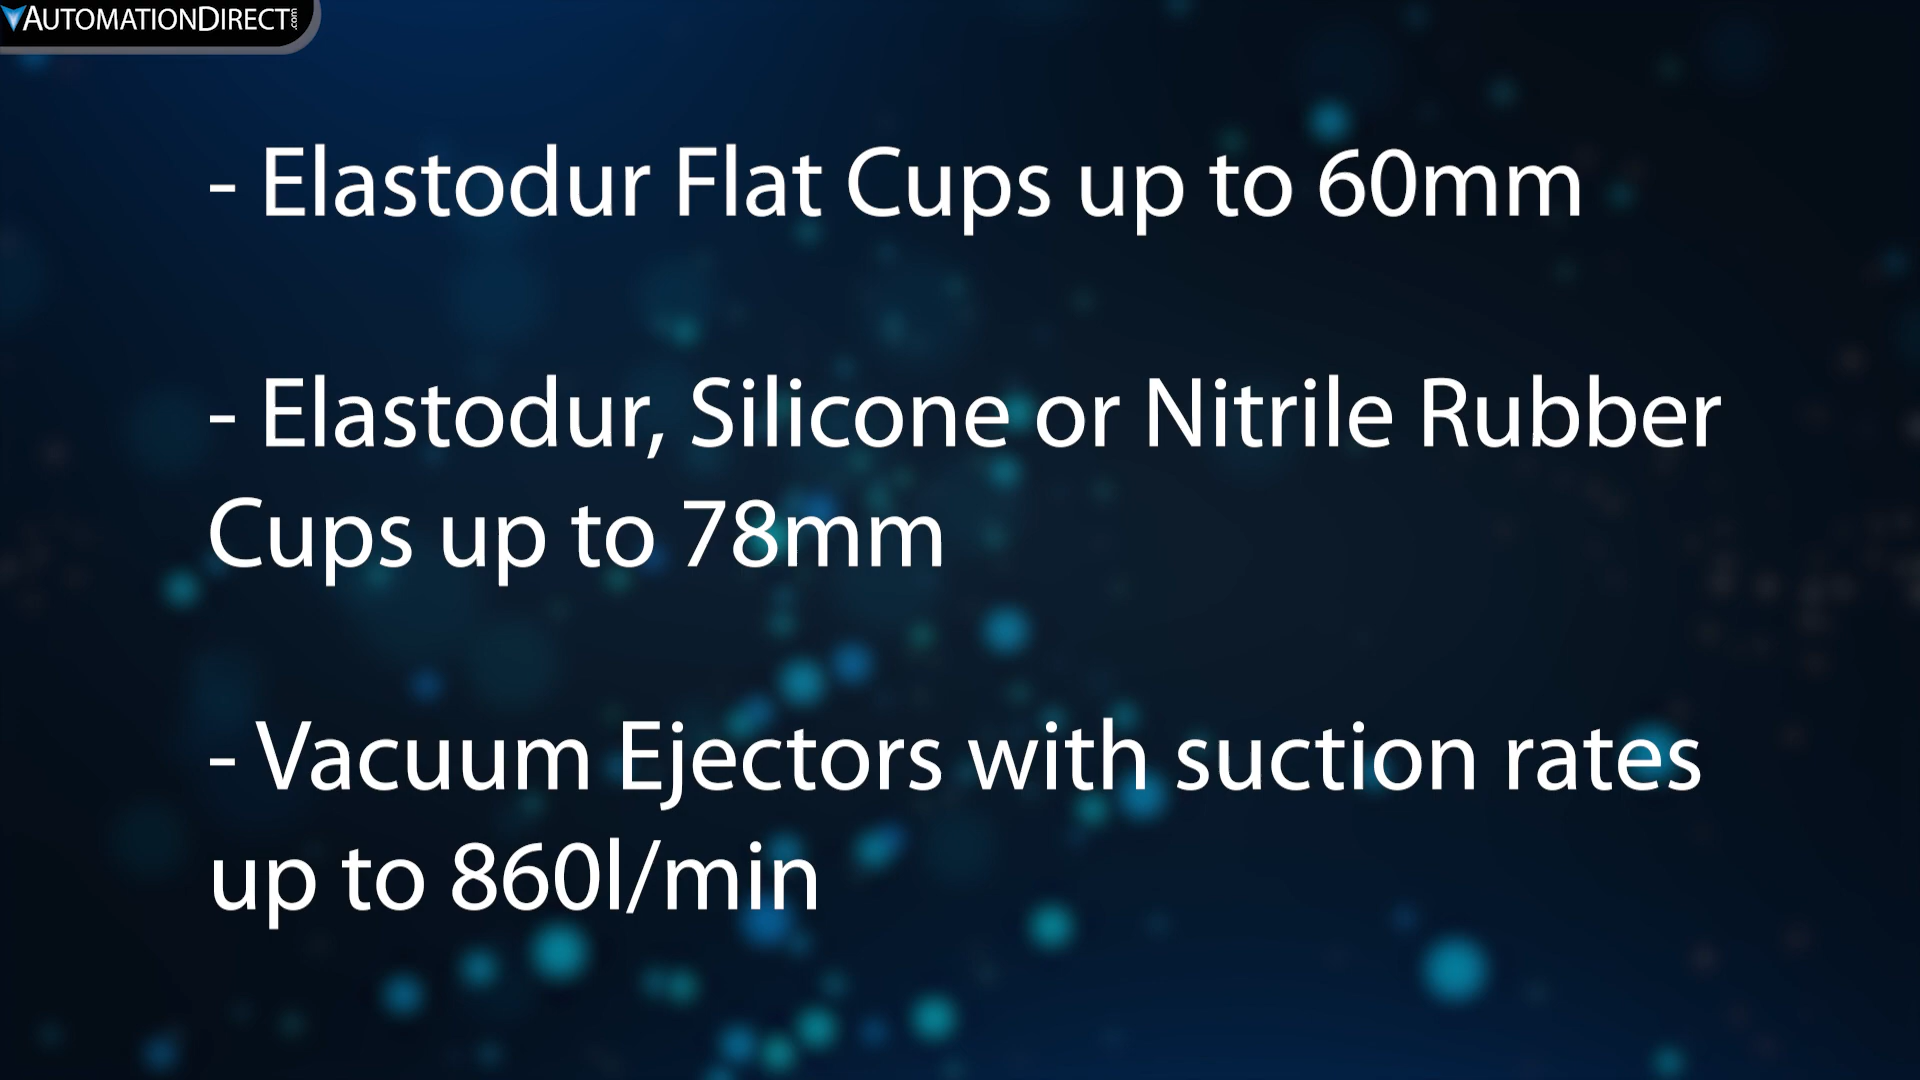 AUTOMATIONDIRECT.com
- Elastodur Flat Cups up to 60mm
- Elastodur, Silicone or Nitrile Rubber
Cups up to 78mm
- Vacuum Ejectors with suction rates
up to 860l/min